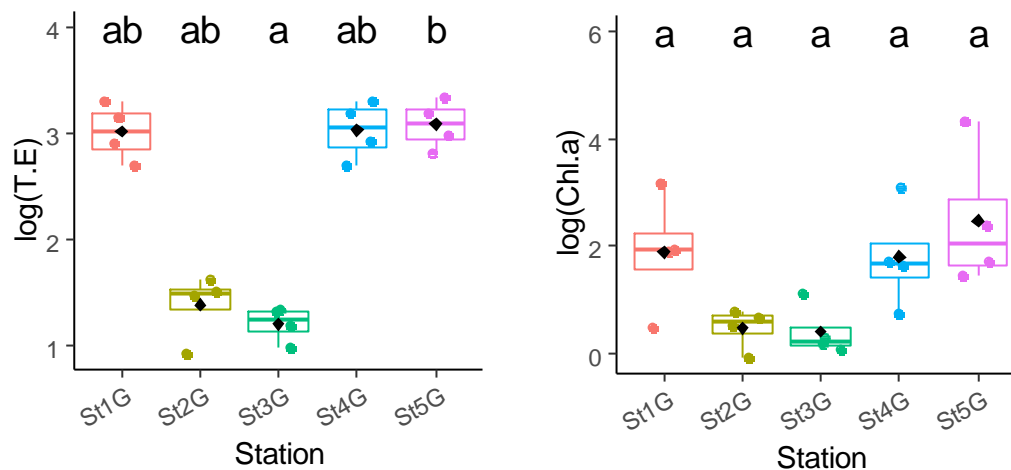 4
3
2
1
log(T.E)
ab ab a ab b
St1G St2G St3G St4G St5G
Station
6
4
2
0
log(Chl.a)
a a a a a
St1G St2G St3G St4G St5G
Station